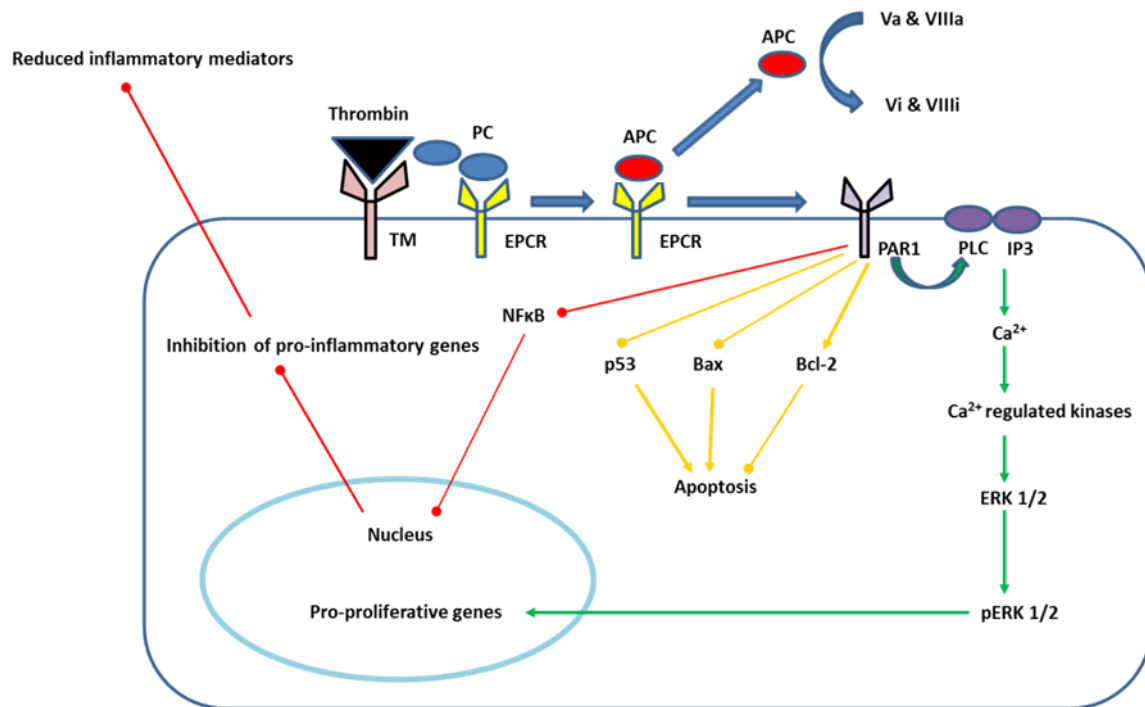 Va & VIIIa
APC
Reduced inflammatory mediators
Vi & VIIIi
Thrombin
PC
APC
TM
EPCR
EPCR
PAR1
PLC
IP3
NFκB
Ca²⁺
Inhibition of pro-inflammatory genes
p53
Bax
Bcl-2
Ca²⁺ regulated kinases
Apoptosis
ERK 1/2
Nucleus
Pro-proliferative genes
pERK 1/2